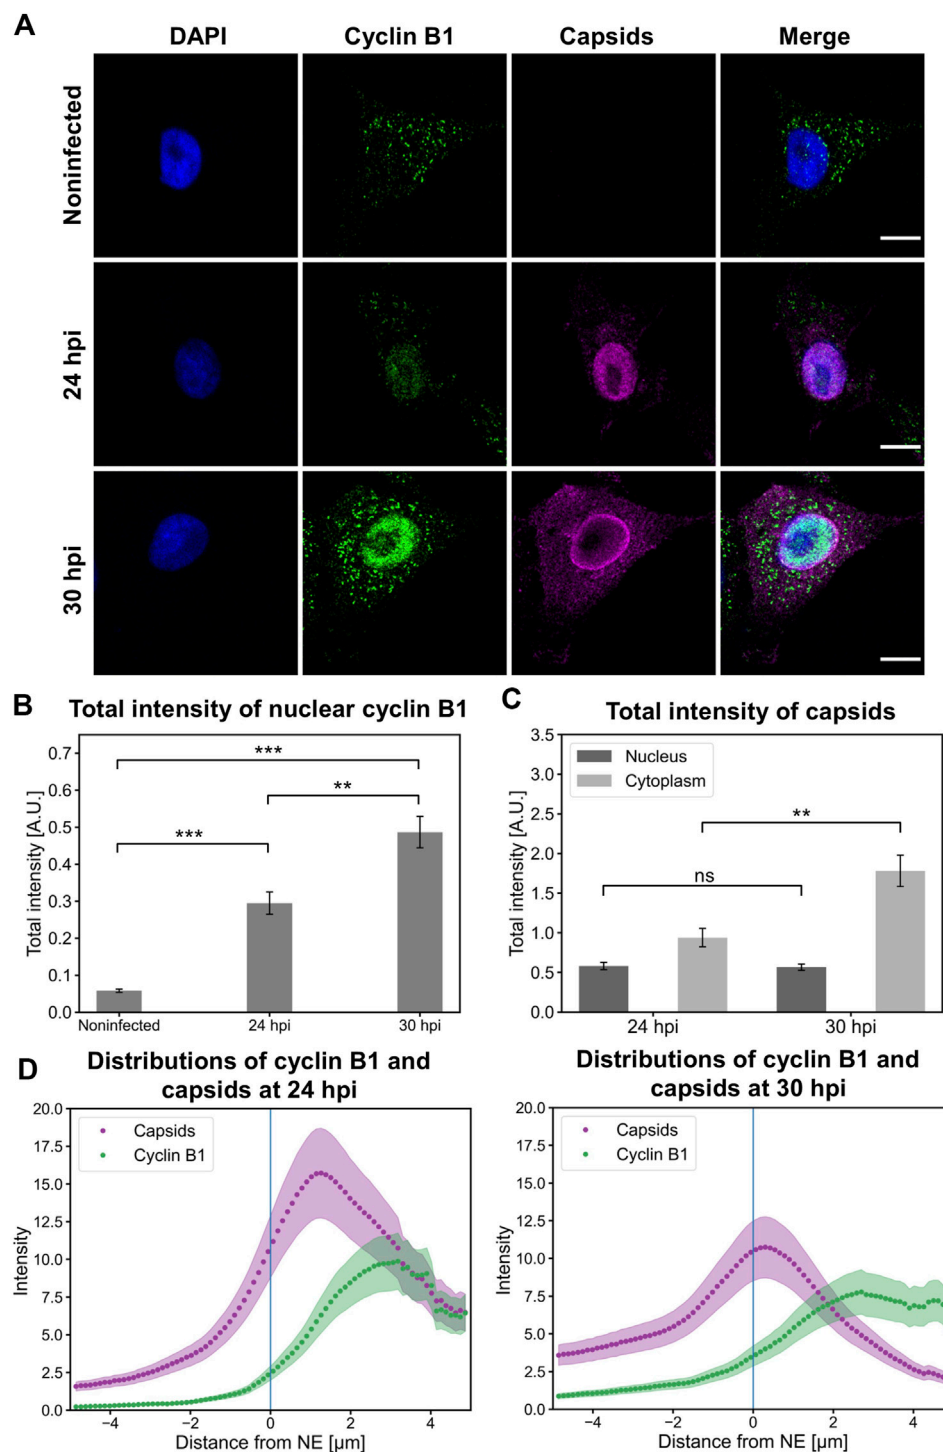 A
DAPI
Cyclin B1
Capsids
Merge
Noninfected
24 hpi
30 hpi
B
Total intensity of nuclear cyclin B1
Total intensity [A.U.]
0.7
0.6
0.5
0.4
0.3
0.2
0.1
0.0
***
**
***
Noninfected
24 hpi
30 hpi
C
Total intensity of capsids
Total intensity [A.U.]
3.5
3.0
2.5
2.0
1.5
1.0
0.5
0.0
Nucleus
Cytoplasm
**
ns
24 hpi
30 hpi
D
Distributions of cyclin B1 and
capsids at 24 hpi
Intensity
20.0
17.5
15.0
12.5
10.0
7.5
5.0
2.5
0.0
Capsids
Cyclin B1
−4
−2
0
2
4
Distance from NE [µm]
Distributions of cyclin B1 and
capsids at 30 hpi
Intensity
20.0
17.5
15.0
12.5
10.0
7.5
5.0
2.5
0.0
Capsids
Cyclin B1
−4
−2
0
2
4
Distance from NE [µm]